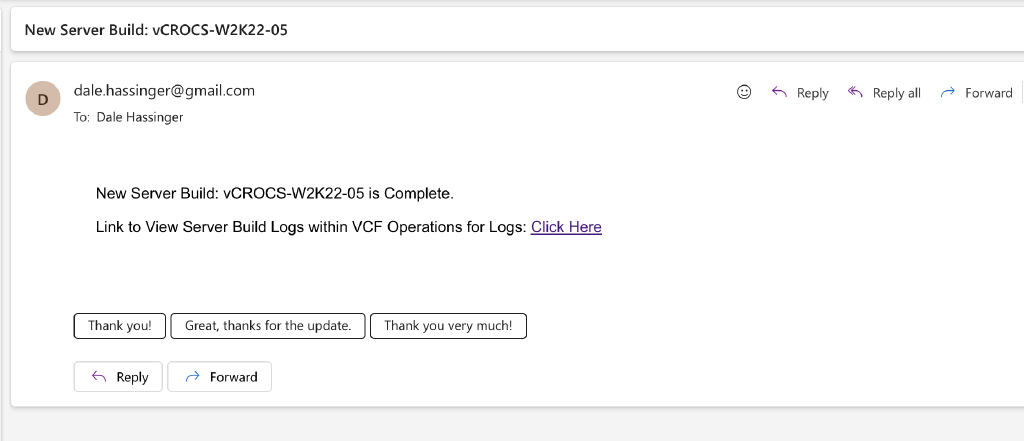 New Server Build: vCROCS-W2K22-05
D
dale.hassinger@gmail.com
Reply
Reply all
Forward
To: Dale Hassinger
New Server Build: vCROCS-W2K22-05 is Complete.
Link to View Server Build Logs within VCF Operations for Logs: Click Here
Thank you!
Great, thanks for the update.
Thank you very much!
Reply
Forward